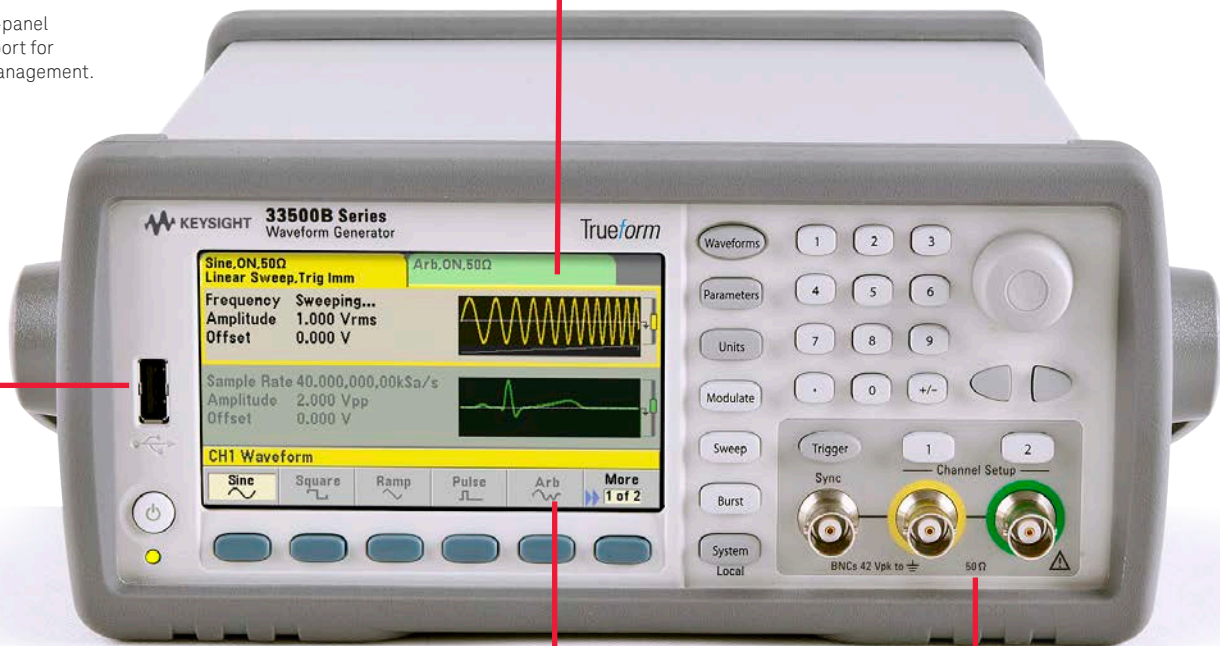 -panel
ort for
anagement.
KEYSIGHT 33500B Series
Waveform Generator
Trueform
Sine,ON,50Ω
Linear Sweep,Trig Imm
Arb,ON,50Ω
Frequency Sweeping...
Amplitude 1.000 Vrms
Offset 0.000 V
Sample Rate 40.000,000,00kSa/s
Amplitude 2.000 Vpp
Offset 0.000 V
CH1 Waveform
Sine Square Ramp Pulse Arb More
1 of 2
Waveforms
Parameters
Units
Modulate
Sweep
Burst
System
Local
1 2 3
4 5 6
7 8 9
. 0 +/-
Trigger 1 2
Channel Setup
Sync
BNCs 42 Vpk to 50 Ω